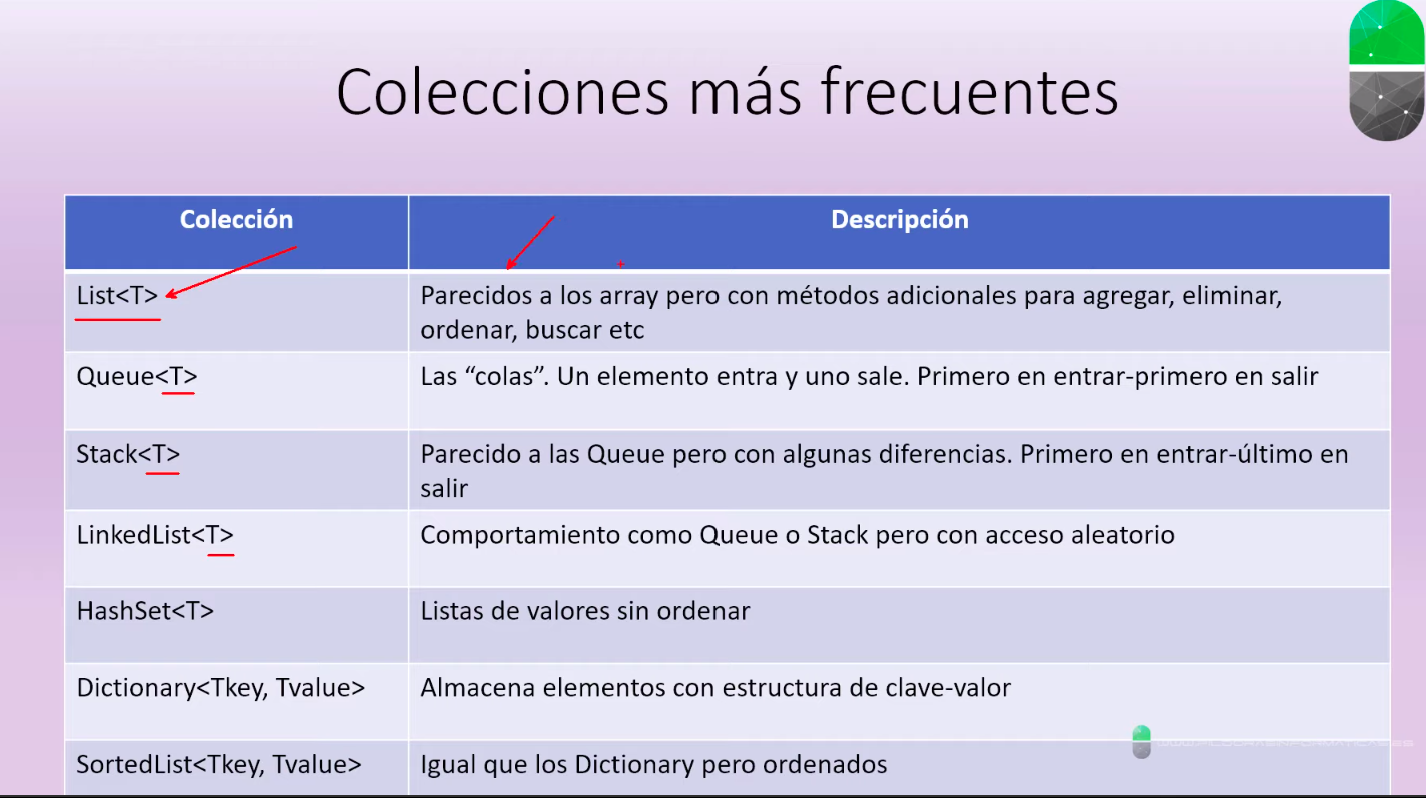 Colecciones más frecuentes
Colección
Descripción
List<T>
Parecidos a los array pero con métodos adicionales para agregar, eliminar,
ordenar, buscar etc
Queue<T>
Las “colas”. Un elemento entra y uno sale. Primero en entrar-primero en salir
Stack<T>
Parecido a las Queue pero con algunas diferencias. Primero en entrar-último en
salir
LinkedList<T>
Comportamiento como Queue o Stack pero con acceso aleatorio
HashSet<T>
Listas de valores sin ordenar
Dictionary<Tkey, Tvalue>
Almacena elementos con estructura de clave-valor
SortedList<Tkey, Tvalue>
Igual que los Dictionary pero ordenados